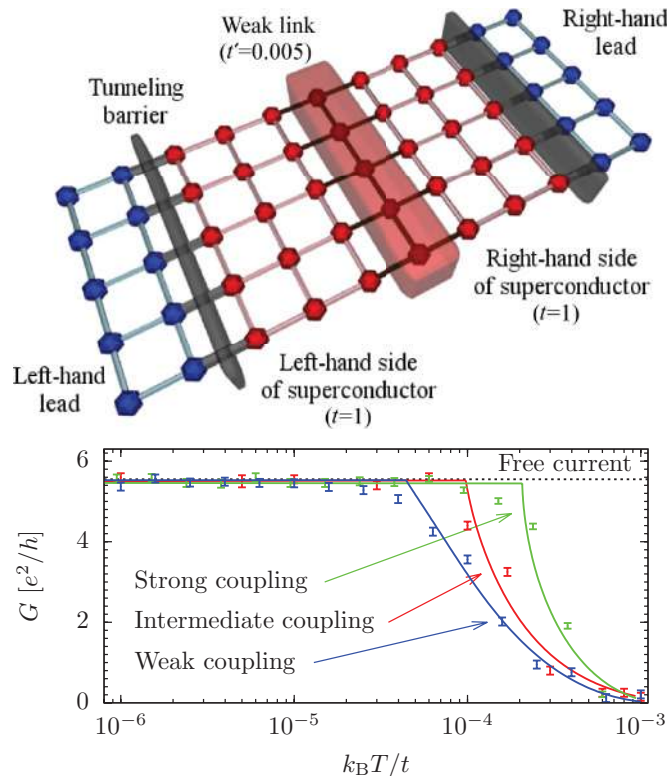 Right-hand
lead
Weak link
(t'=0.005)
Tunneling
barrier
Right-hand side
of superconductor
(t=1)
Left-hand
lead
Left-hand side
of superconductor
(t=1)
6
4
2
0
G [e²/h]
Free current
Strong coupling
Intermediate coupling
Weak coupling
10⁻⁶ 10⁻⁵ 10⁻⁴ 10⁻³
k_BT/t